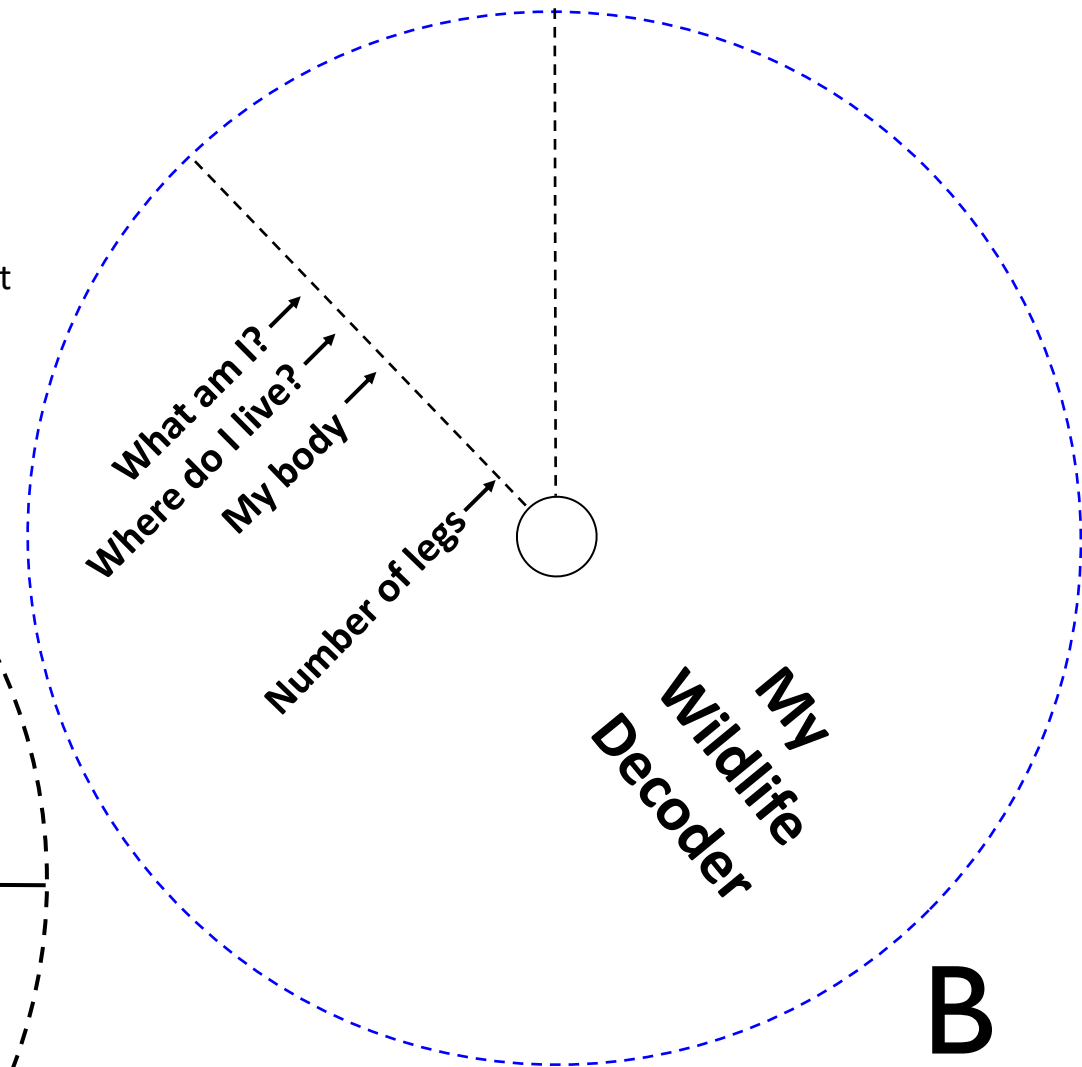 t
What am I?
Where do I live?
My body
Number of legs
My
Wildlife
Decoder
B